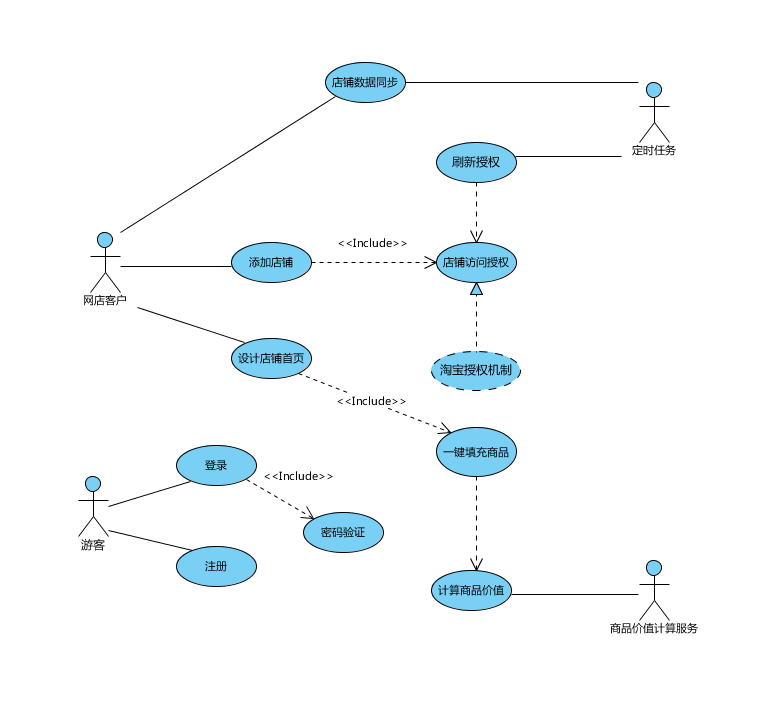 店铺数据同步
定时任务
刷新授权
<<Include>>
网店客户
添加店铺
店铺访问授权
设计店铺首页
淘宝授权机制
<<Include>>
一键填充商品
登录
<<Include>>
游客
密码验证
注册
计算商品价值
商品价值计算服务